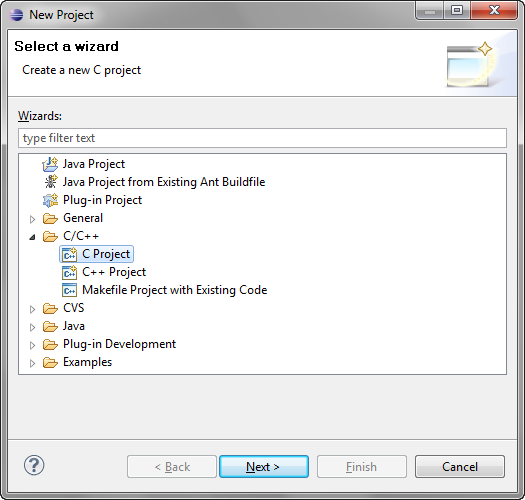 New Project
Select a wizard
Create a new C project
Wizards:
type filter text
Java Project
Java Project from Existing Ant Buildfile
Plug-in Project
General
C/C++
C Project
C++ Project
Makefile Project with Existing Code
CVS
Java
Plug-in Development
Examples
? < Back Next > Finish Cancel